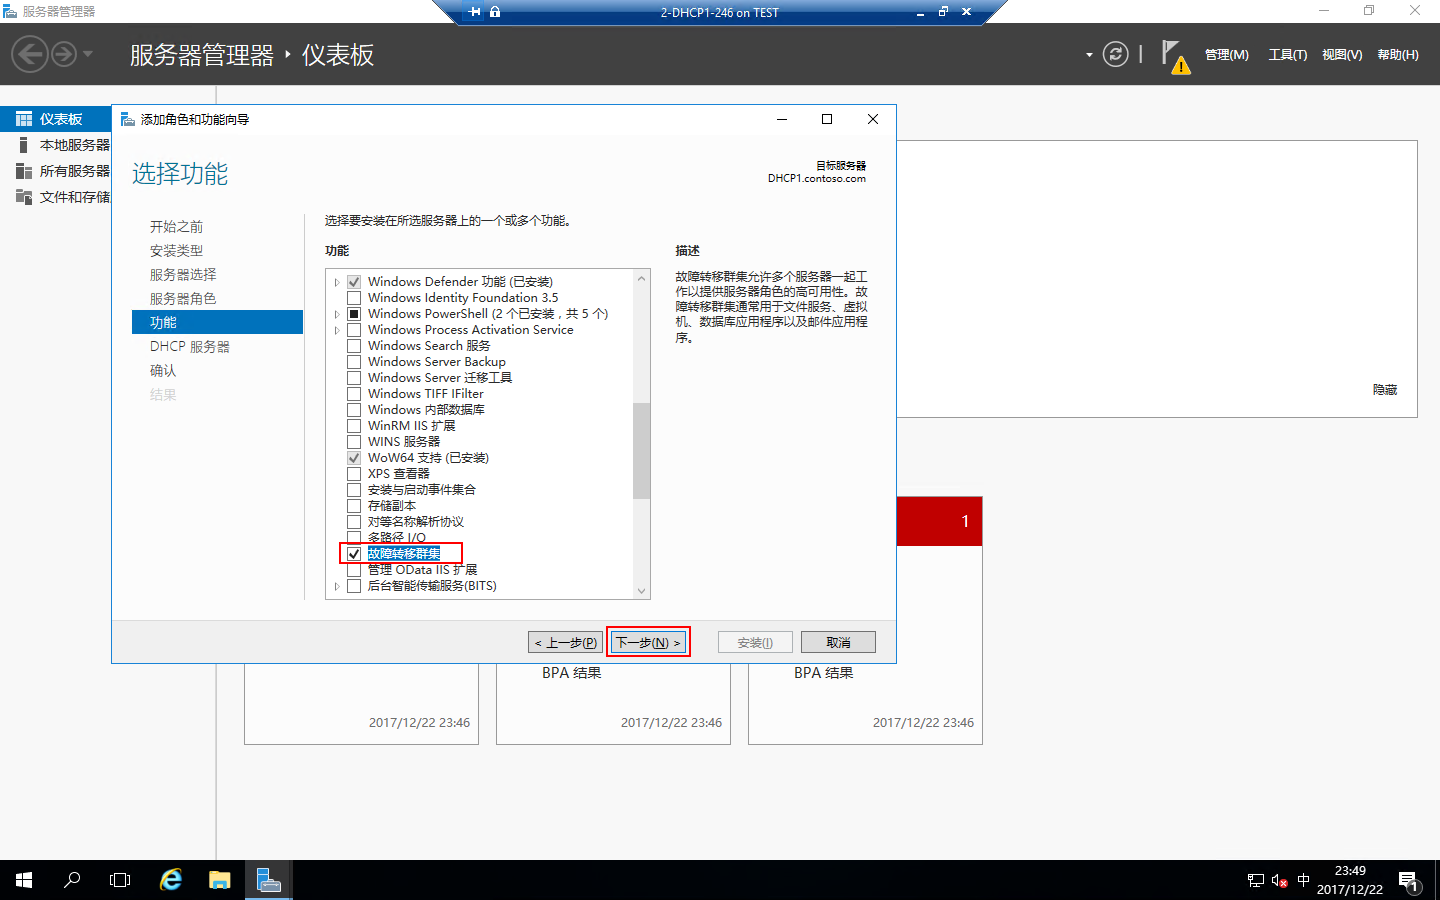 服务器管理器
2-DHCP1-246 on TEST
服务器管理器 · 仪表板
管理(M) 工具(T) 视图(V) 帮助(H)
仪表板
本地服务器
所有服务器
文件和存储
添加角色和功能向导
选择功能
目标服务器
DHCP1.contoso.com
开始之前
安装类型
服务器选择
服务器角色
功能
DHCP 服务器
确认
结果
选择要安装在所选服务器上的一个或多个功能。
功能
Windows Defender 功能 (已安装)
Windows Identity Foundation 3.5
Windows PowerShell (2 个已安装，共 5 个)
Windows Process Activation Service
Windows Search 服务
Windows Server Backup
Windows Server 迁移工具
Windows TIFF IFilter
Windows 内部数据库
WinRM IIS 扩展
WINS 服务器
WoW64 支持 (已安装)
XPS 查看器
安装与启动事件集合
存储副本
对等名称解析协议
多路径 I/O
故障转移群集
管理 OData IIS 扩展
后台智能传输服务(BITS)
描述
故障转移群集允许多个服务器一起工
作以提供服务器角色的高可用性。故
障转移群集通常用于文件服务、虚拟
机、数据库应用程序以及邮件应用程
序。
隐藏
1
< 上一步(P) 下一步(N) > 安装(I) 取消
BPA 结果 BPA 结果
2017/12/22 23:46 2017/12/22 23:46 2017/12/22 23:46
中
23:49
2017/12/22
1